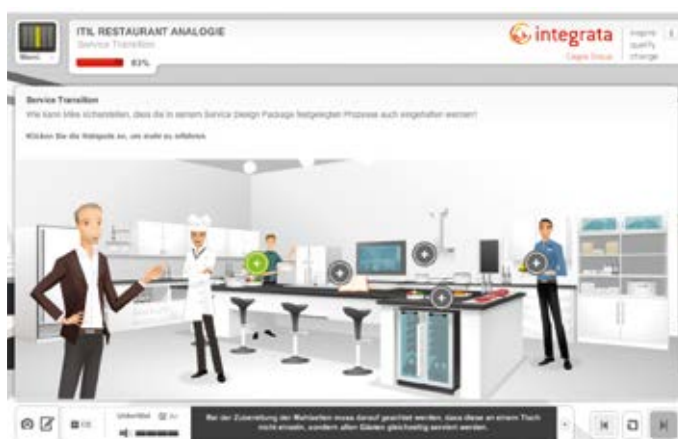 ITIL RESTAURANT ANALOGIE
Service Transition
83%
integrata
Cegos Group
inspire
qualify
change
Menü
Service Transition
Wie kann Mike sicherstellen, dass die in seinem Service Design Package festgelegten Prozesse auch eingehalten werden?
Klicken Sie die Hotspots an, um mehr zu erfahren.
Untertitel
Bei der Zubereitung der Mahlzeiten muss darauf geachtet werden, dass diese an einem Tisch
nicht einzeln, sondern allen Gästen gleichzeitig serviert werden.